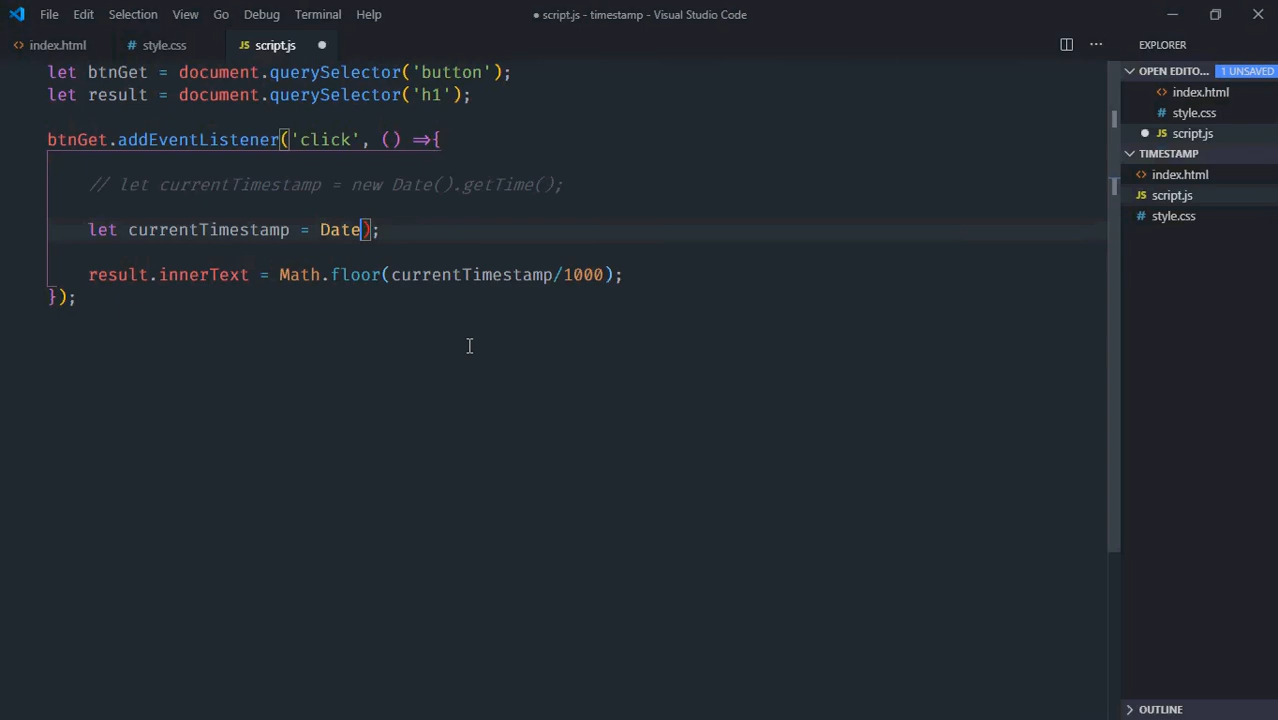 File Edit Selection View Go Debug Terminal Help ● script.js - timestamp - Visual Studio Code
<> index.html # style.css JS script.js ● ··· EXPLORER
OPEN EDITO... 1 UNSAVED
<> index.html
# style.css
● JS script.js
TIMESTAMP
<> index.html
JS script.js
# style.css
OUTLINE
let btnGet = document.querySelector('button');
let result = document.querySelector('h1');
btnGet.addEventListener('click', () =>{
// let currentTimestamp = new Date().getTime();
let currentTimestamp = Date);
result.innerText = Math.floor(currentTimestamp/1000);
});